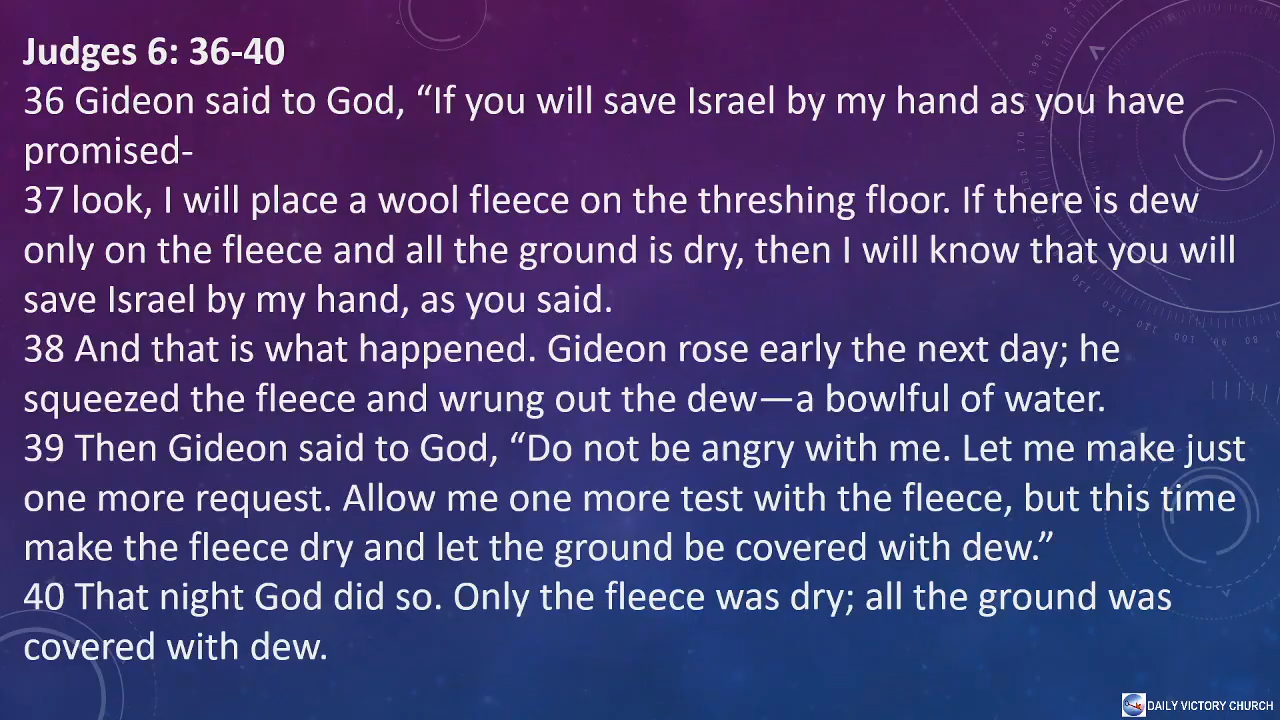 Judges 6: 36-40
36 Gideon said to God, “If you will save Israel by my hand as you have
promised-
37 look, I will place a wool fleece on the threshing floor. If there is dew
only on the fleece and all the ground is dry, then I will know that you will
save Israel by my hand, as you said.
38 And that is what happened. Gideon rose early the next day; he
squeezed the fleece and wrung out the dew—a bowlful of water.
39 Then Gideon said to God, “Do not be angry with me. Let me make just
one more request. Allow me one more test with the fleece, but this time
make the fleece dry and let the ground be covered with dew.”
40 That night God did so. Only the fleece was dry; all the ground was
covered with dew.
DAILY VICTORY CHURCH